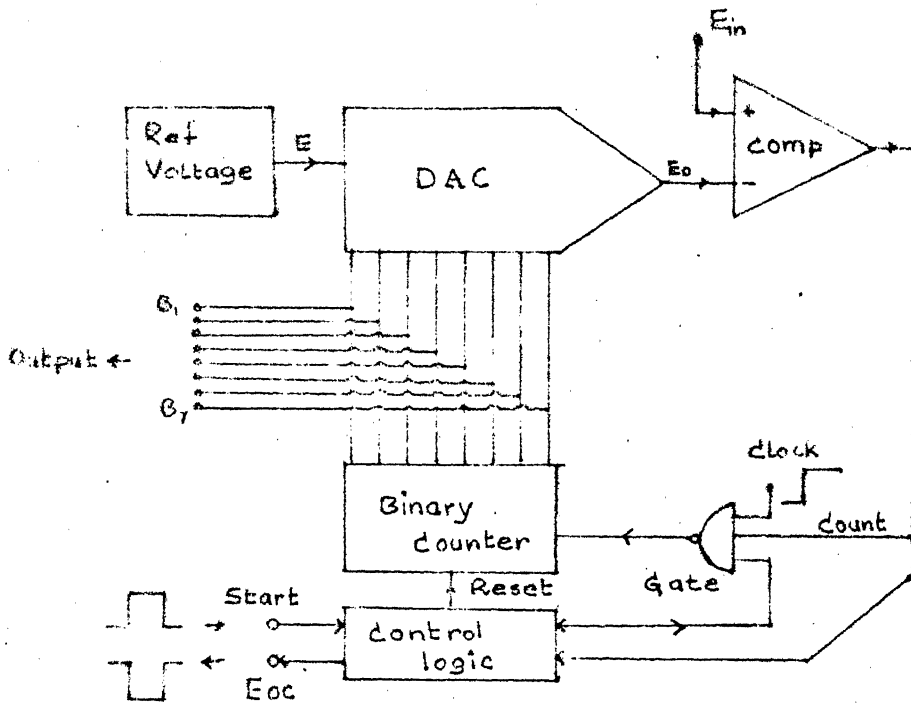 Ein
Ref
Voltage
E
DAC
Eo
+
-
comp
B1
Output
B7
clock
Binary
counter
count
Gate
Reset
Start
control
logic
Eoc